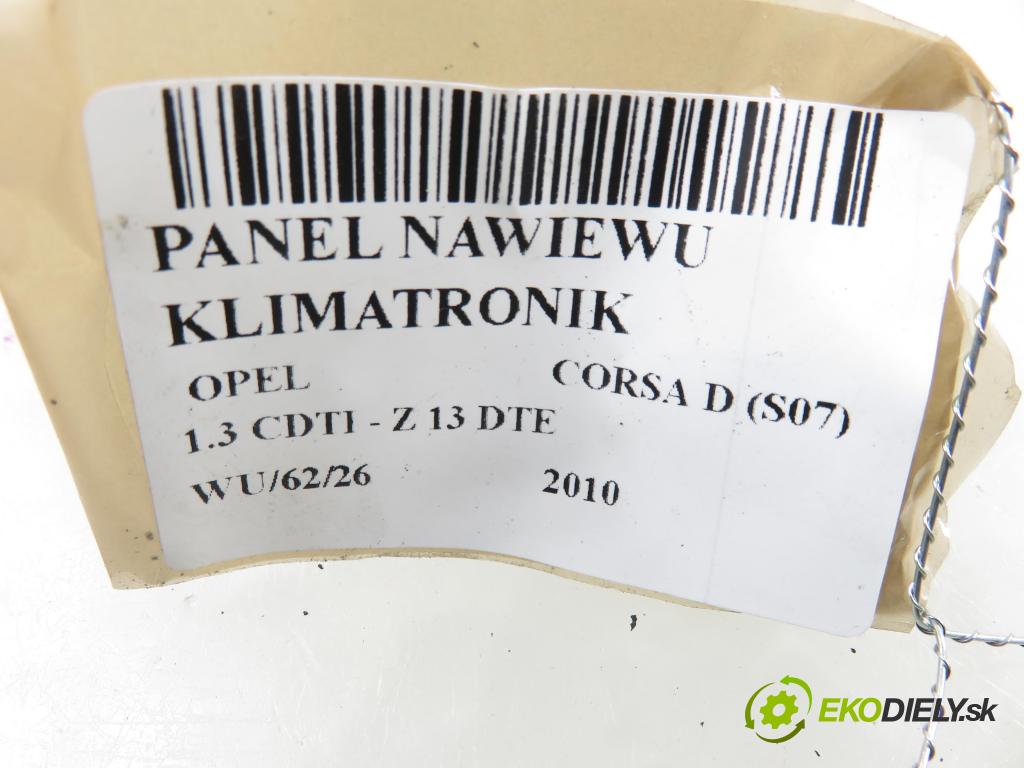 PANEL NAWIEWU
KLIMATRONIK
OPEL CORSA D (S07)
1.3 CDTI - Z 13 DTE
WU/62/26 2010
EKODIELY.sk